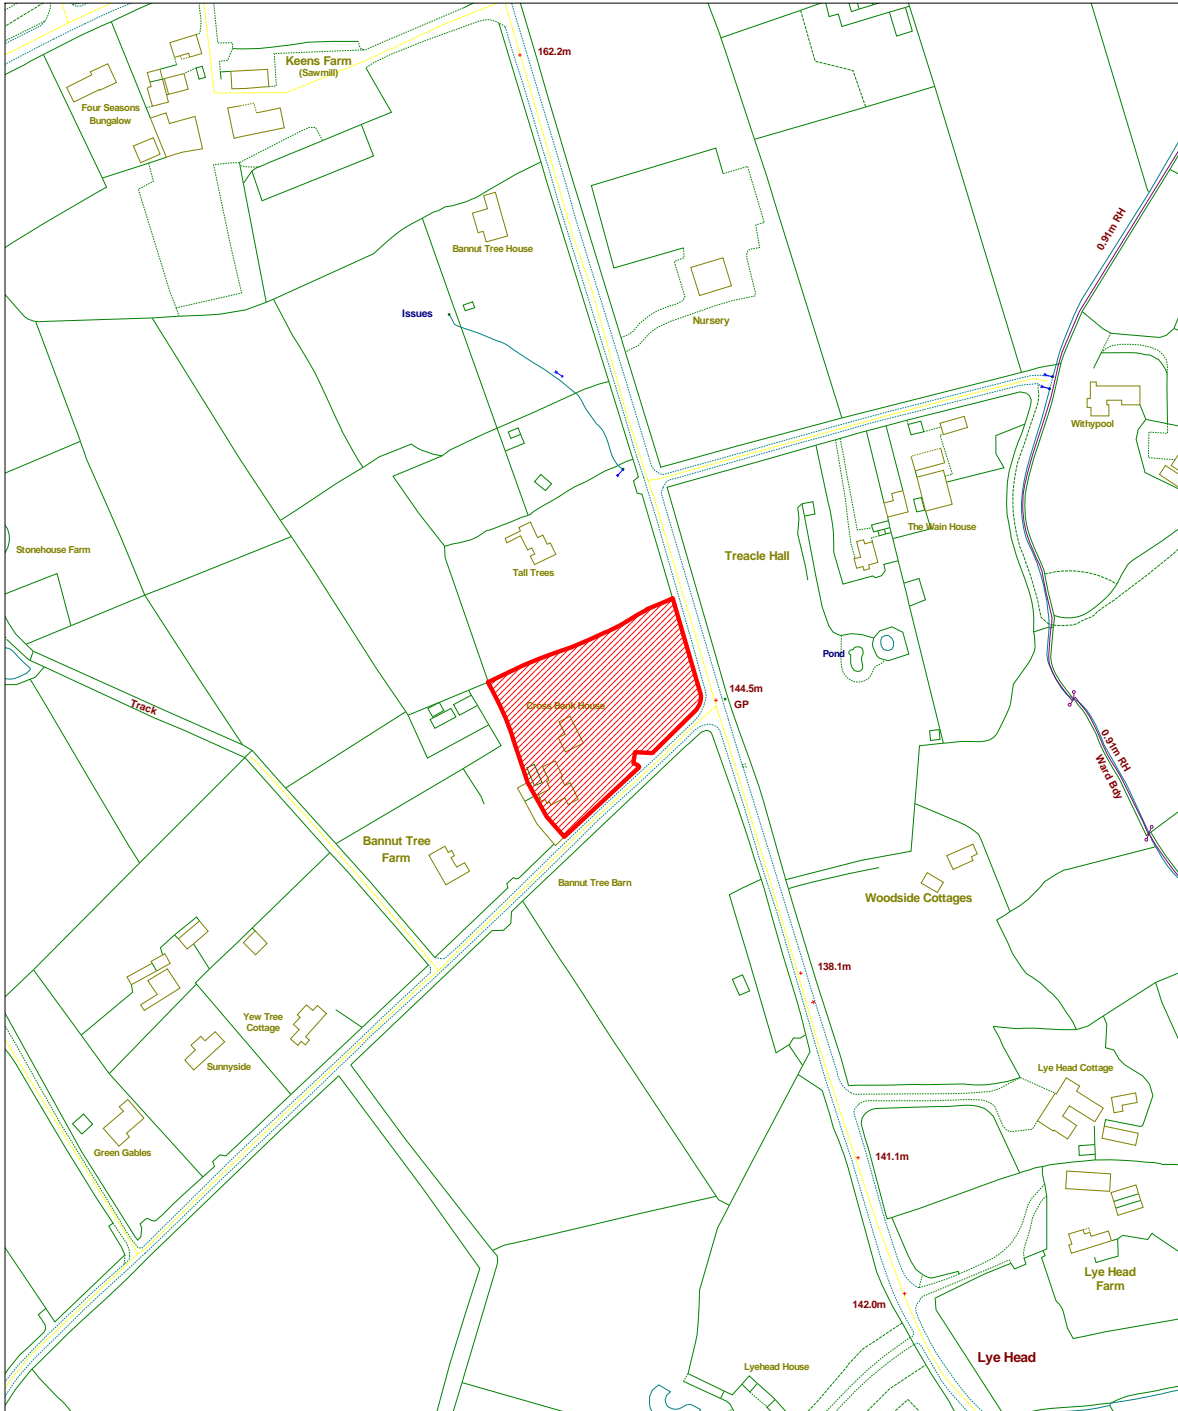 162.2m
Keens Farm
(Sawmill)
Four Seasons
Bungalow
0.91m RH
Bannut Tree House
Issues
Nursery
Withypool
The Wain House
Stonehouse Farm
Treacle Hall
Tall Trees
Pond
144.5m
GP
Track
Cross Bank House
0.91m RH
Ward Bdy
Bannut Tree
Farm
Bannut Tree Barn
Woodside Cottages
138.1m
Yew Tree
Cottage
Sunnyside
Lye Head Cottage
Green Gables
141.1m
Lye Head
Farm
142.0m
Lye Head
Lyehead House